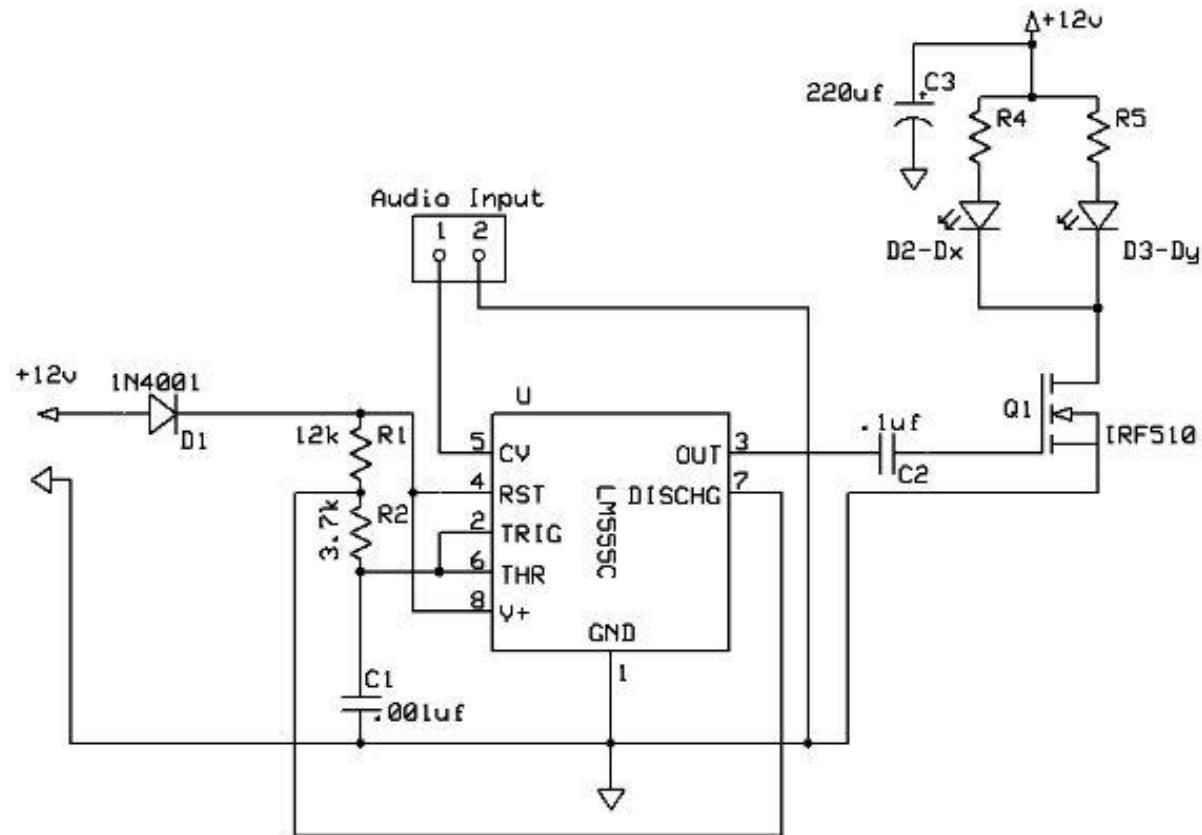 +12v
220uf
+
C3
R4
R5
Audio Input
1 2
D2-Dx
D3-Dy
+12v
1N4001
D1
12k
R1
3.7k
R2
U
5 CV
4 RST
2 TRIG
6 THR
8 V+
LM555C
OUT 3
DISCHG 7
GND
1
.1uf
C2
Q1
IRF510
C1
.001uf